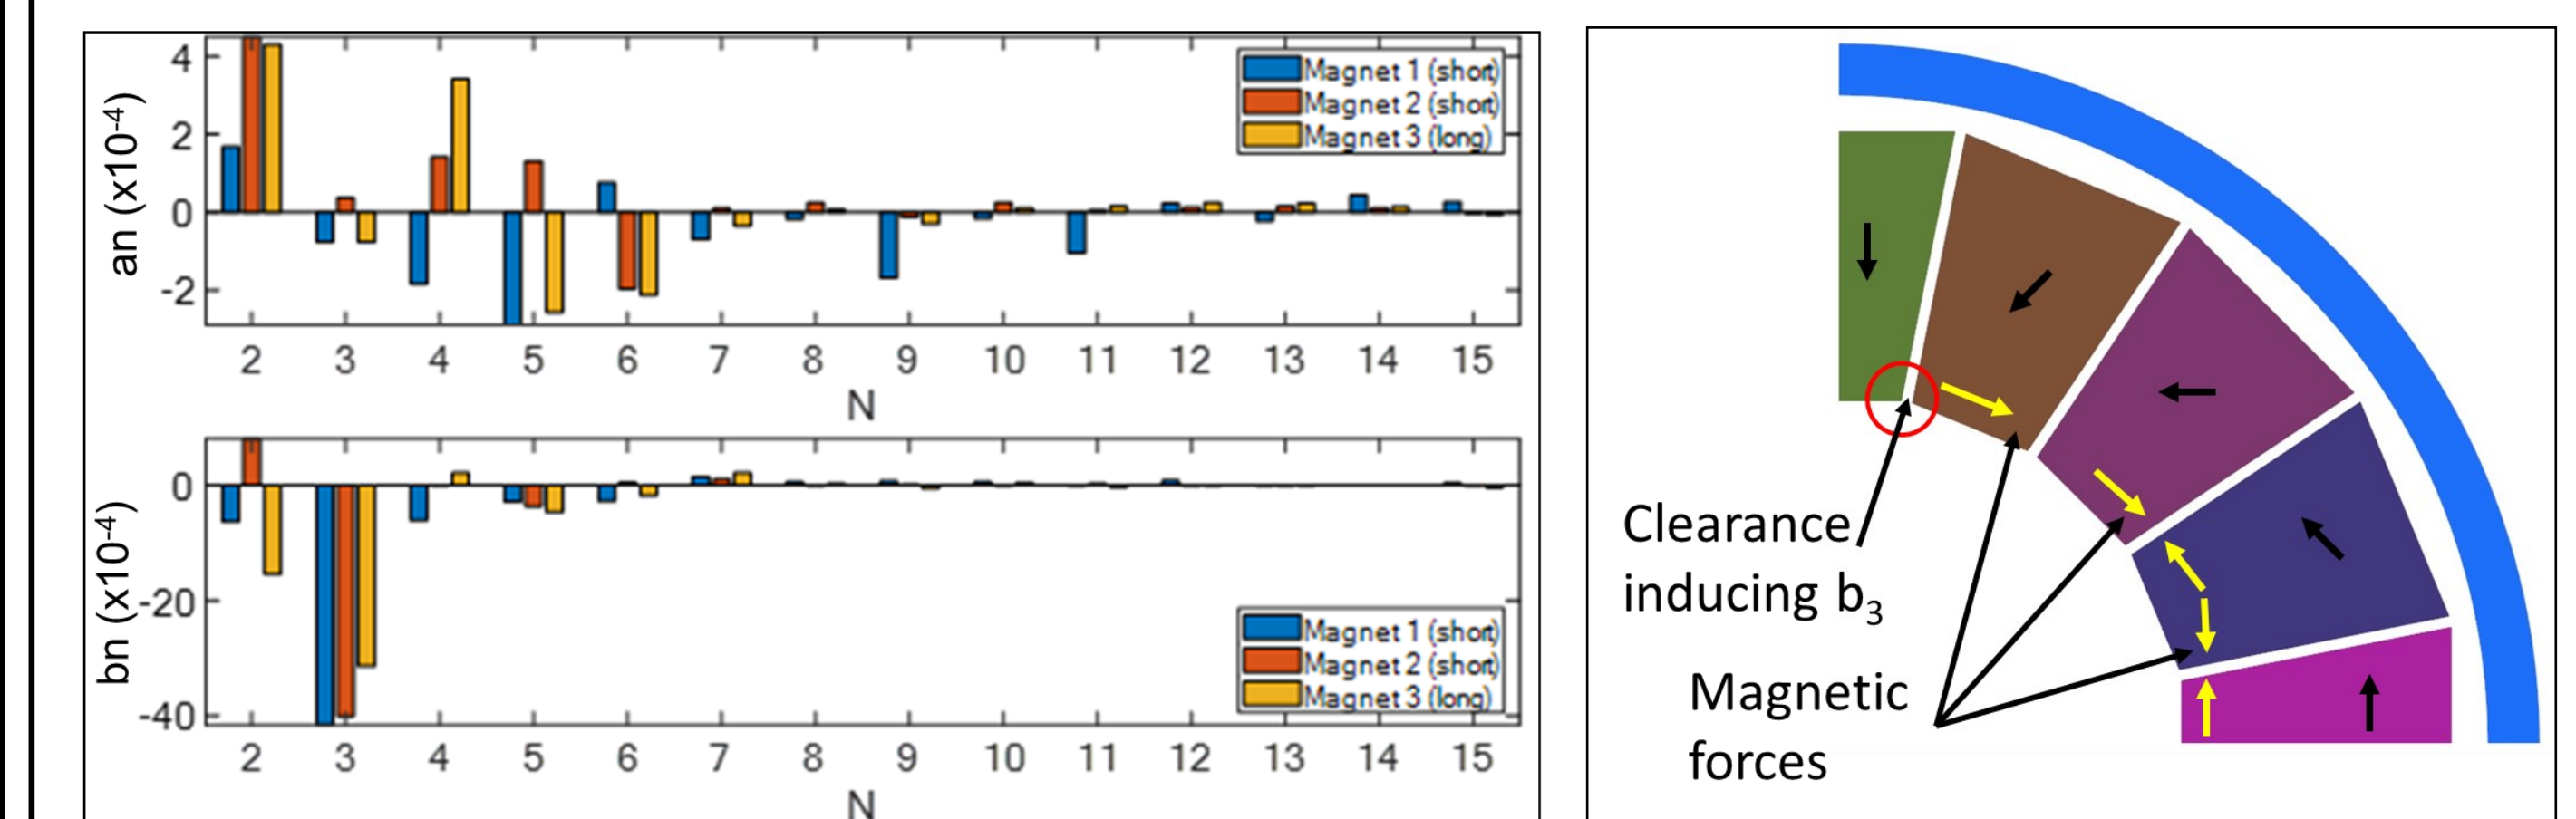 an (x10-4)
4
2
0
-2
Magnet 1 (short)
Magnet 2 (short)
Magnet 3 (long)
2 3 4 5 6 7 8 9 10 11 12 13 14 15
N
bn (x10-4)
0
-20
-40
Magnet 1 (short)
Magnet 2 (short)
Magnet 3 (long)
2 3 4 5 6 7 8 9 10 11 12 13 14 15
N
Clearance
inducing b3
Magnetic
forces